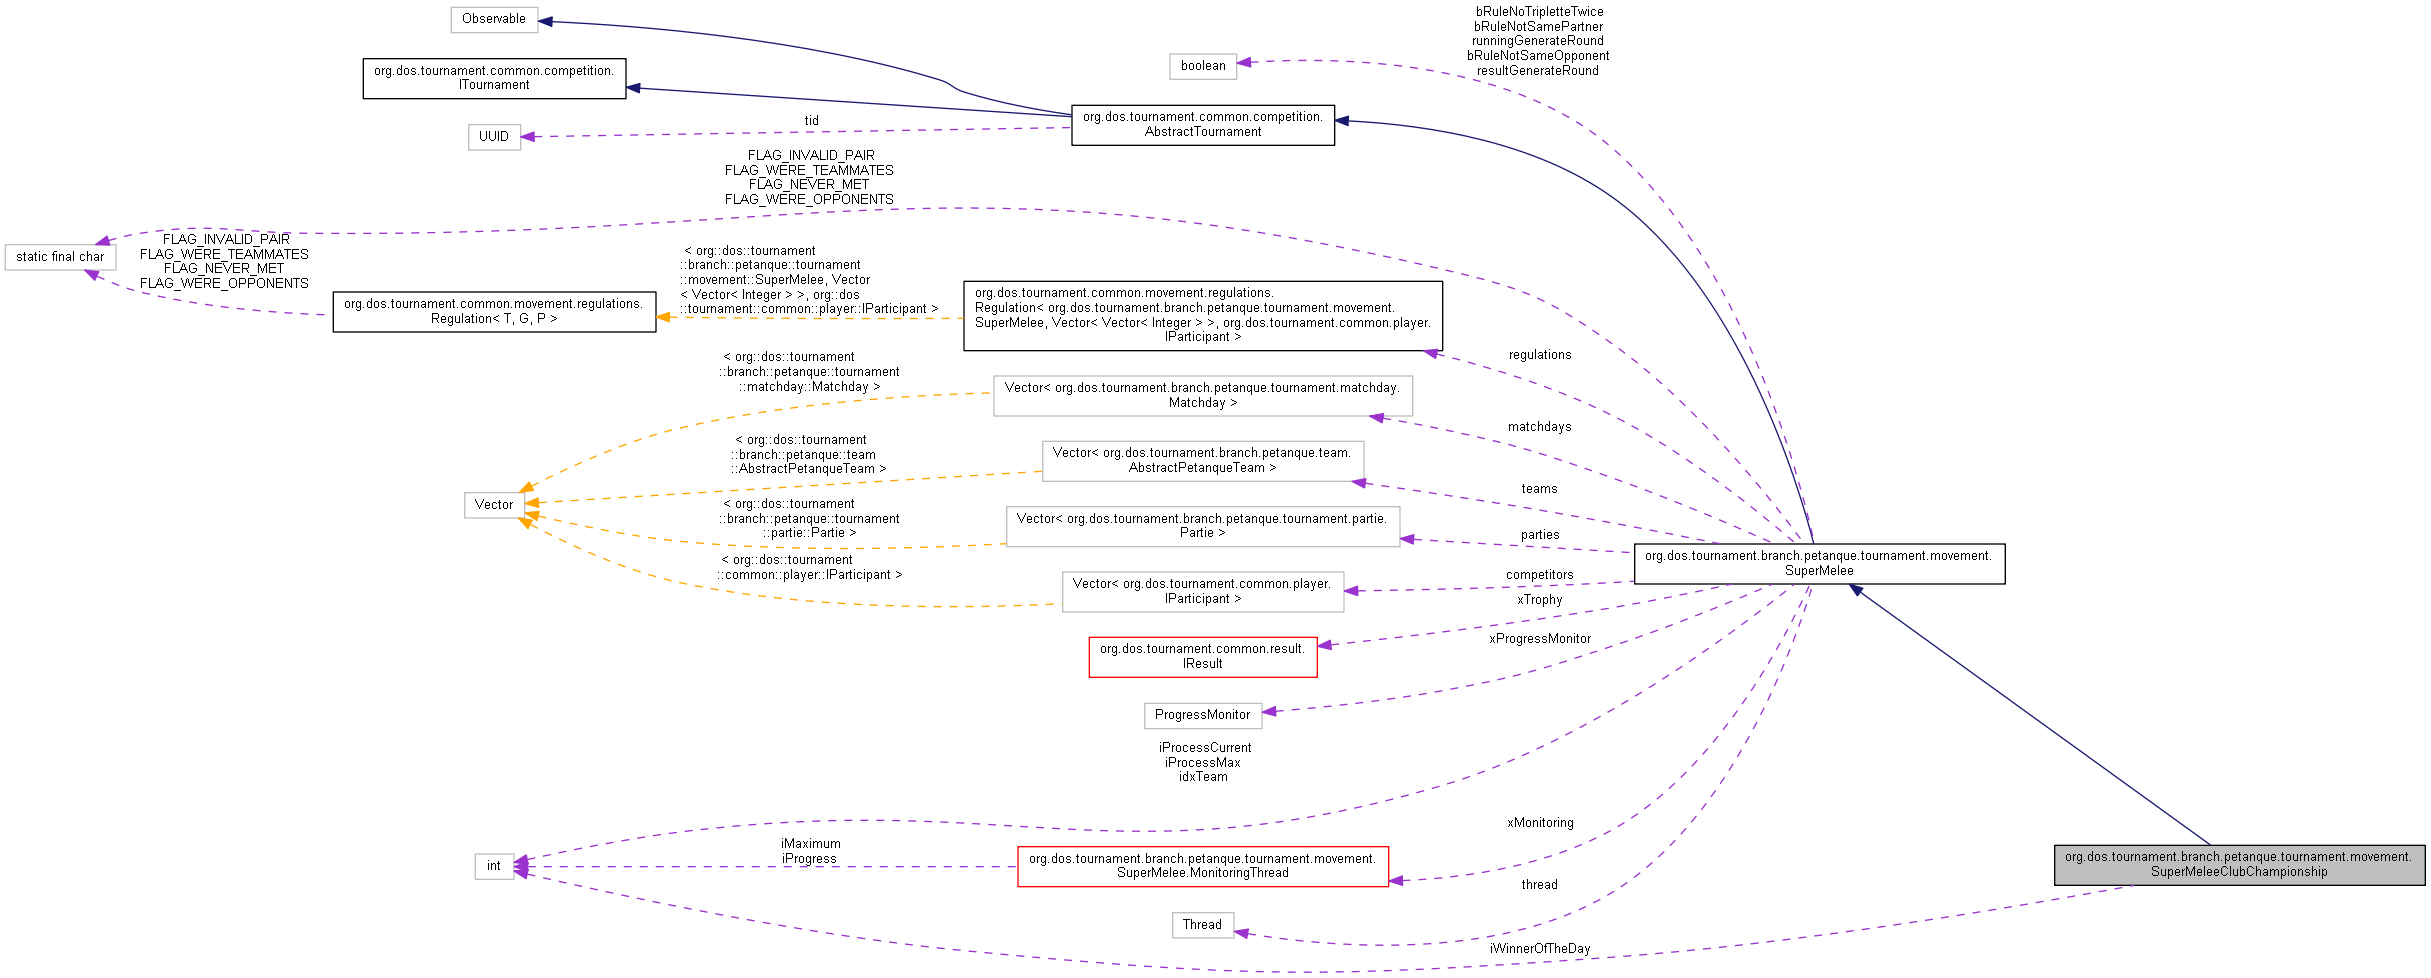 Observable
bRuleNoTripletteTwice
bRuleNotSamePartner
runningGenerateRound
bRuleNotSameOpponent
resultGenerateRound
boolean
org.dos.tournament.common.competition.
ITournament
org.dos.tournament.common.competition.
AbstractTournament
tid
UUID
FLAG_INVALID_PAIR
FLAG_WERE_TEAMMATES
FLAG_NEVER_MET
FLAG_WERE_OPPONENTS
static final char
FLAG_INVALID_PAIR
FLAG_WERE_TEAMMATES
FLAG_NEVER_MET
FLAG_WERE_OPPONENTS
org.dos.tournament.common.movement.regulations.
Regulation< T, G, P >
< org::dos::tournament
::branch::petanque::tournament
::movement::SuperMelee, Vector
< Vector< Integer > >, org::dos
::tournament::common::player::IParticipant >
org.dos.tournament.common.movement.regulations.
Regulation< org.dos.tournament.branch.petanque.tournament.movement.
SuperMelee, Vector< Vector< Integer > >, org.dos.tournament.common.player.
IParticipant >
regulations
< org::dos::tournament
::branch::petanque::tournament
::matchday::Matchday >
Vector< org.dos.tournament.branch.petanque.tournament.matchday.
Matchday >
matchdays
< org::dos::tournament
::branch::petanque::team
::AbstractPetanqueTeam >
Vector< org.dos.tournament.branch.petanque.team.
AbstractPetanqueTeam >
teams
Vector
< org::dos::tournament
::branch::petanque::tournament
::partie::Partie >
Vector< org.dos.tournament.branch.petanque.tournament.partie.
Partie >
parties
< org::dos::tournament
::common::player::IParticipant >
Vector< org.dos.tournament.common.player.
IParticipant >
competitors
org.dos.tournament.branch.petanque.tournament.movement.
SuperMelee
xTrophy
org.dos.tournament.common.result.
IResult
xProgressMonitor
ProgressMonitor
iProcessCurrent
iProcessMax
idxTeam
xMonitoring
int
iMaximum
iProgress
org.dos.tournament.branch.petanque.tournament.movement.
SuperMelee.MonitoringThread
org.dos.tournament.branch.petanque.tournament.movement.
SuperMeleeClubChampionship
thread
Thread
iWinnerOfTheDay